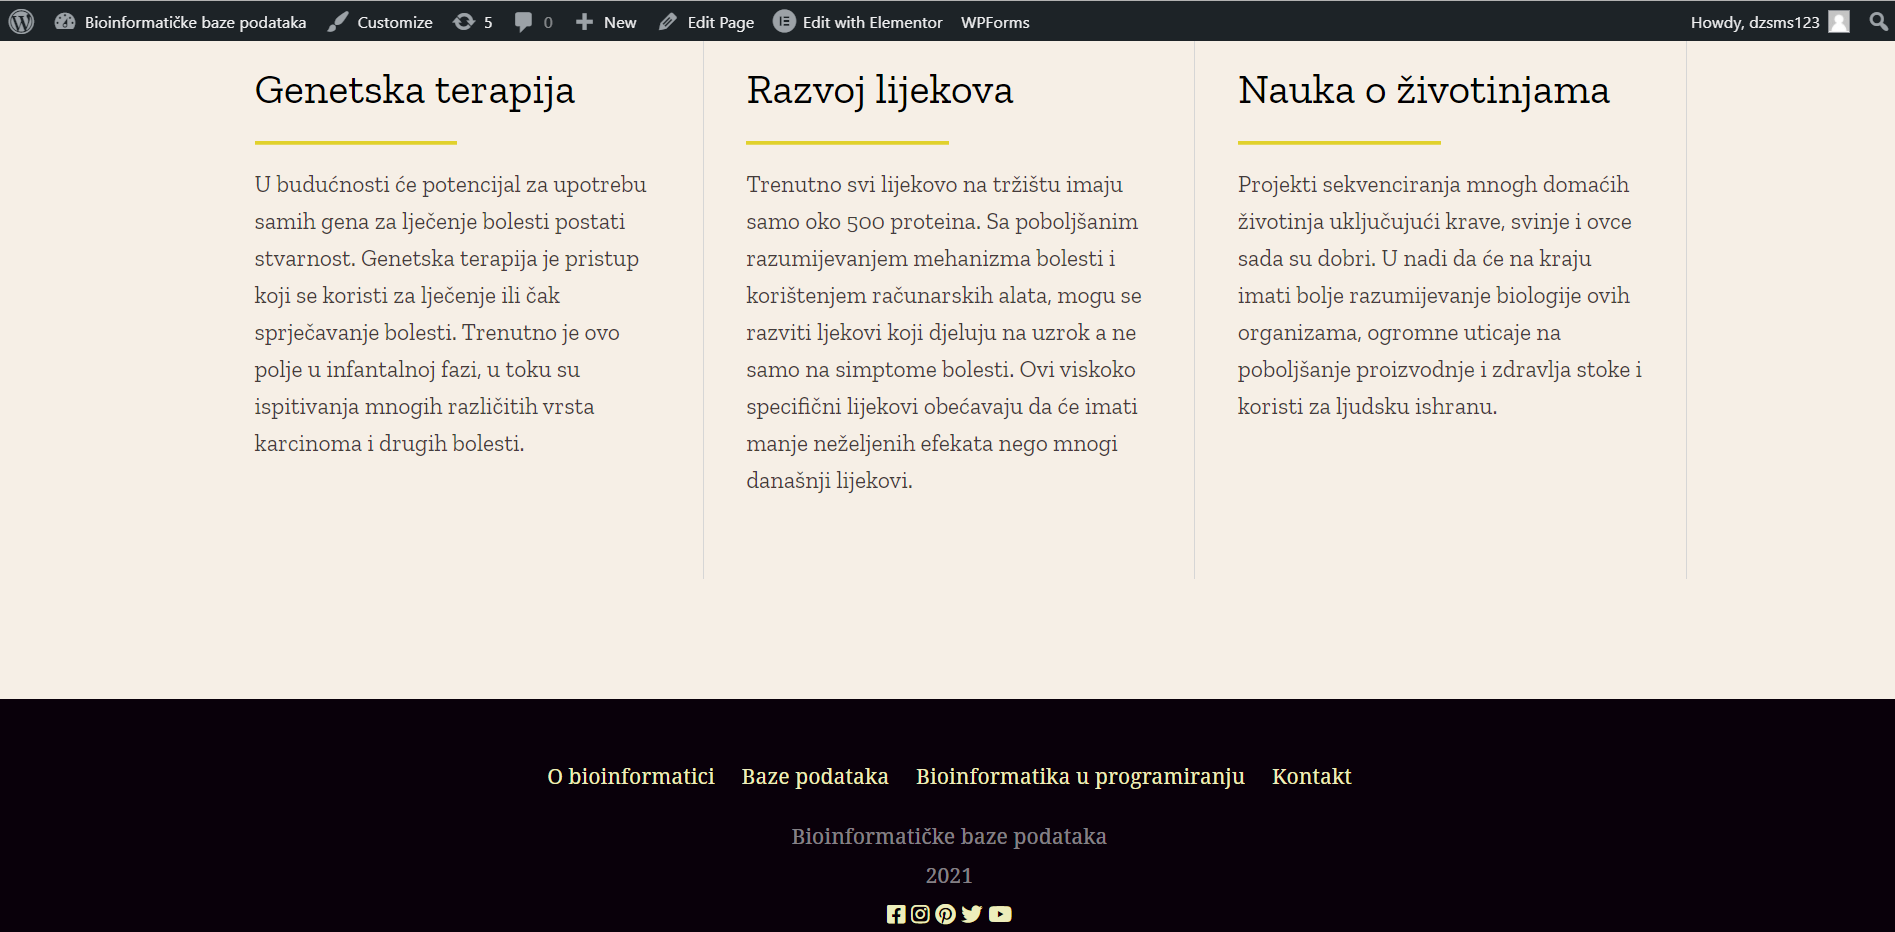 Bioinformatičke baze podataka Customize 5 0 New Edit Page Edit with Elementor WPForms Howdy, dzsms123
Genetska terapija
U budućnosti će potencijal za upotrebu
samih gena za lječenje bolesti postati
stvarnost. Genetska terapija je pristup
koji se koristi za lječenje ili čak
sprječavanje bolesti. Trenutno je ovo
polje u infantalnoj fazi, u toku su
ispitivanja mnogih različitih vrsta
karcinoma i drugih bolesti.
Razvoj lijekova
Trenutno svi lijekovo na tržištu imaju
samo oko 500 proteina. Sa poboljšanim
razumijevanjem mehanizma bolesti i
korištenjem računarskih alata, mogu se
razviti ljekovi koji djeluju na uzrok a ne
samo na simptome bolesti. Ovi viskoko
specifični lijekovi obećavaju da će imati
manje neželjenih efekata nego mnogi
današnji lijekovi.
Nauka o životinjama
Projekti sekvenciranja mnogh domaćih
životinja uključujući krave, svinje i ovce
sada su dobri. U nadi da će na kraju
imati bolje razumijevanje biologije ovih
organizama, ogromne uticaje na
poboljšanje proizvodnje i zdravlja stoke i
koristi za ljudsku ishranu.
O bioinformatici Baze podataka Bioinformatika u programiranju Kontakt
Bioinformatičke baze podataka
2021